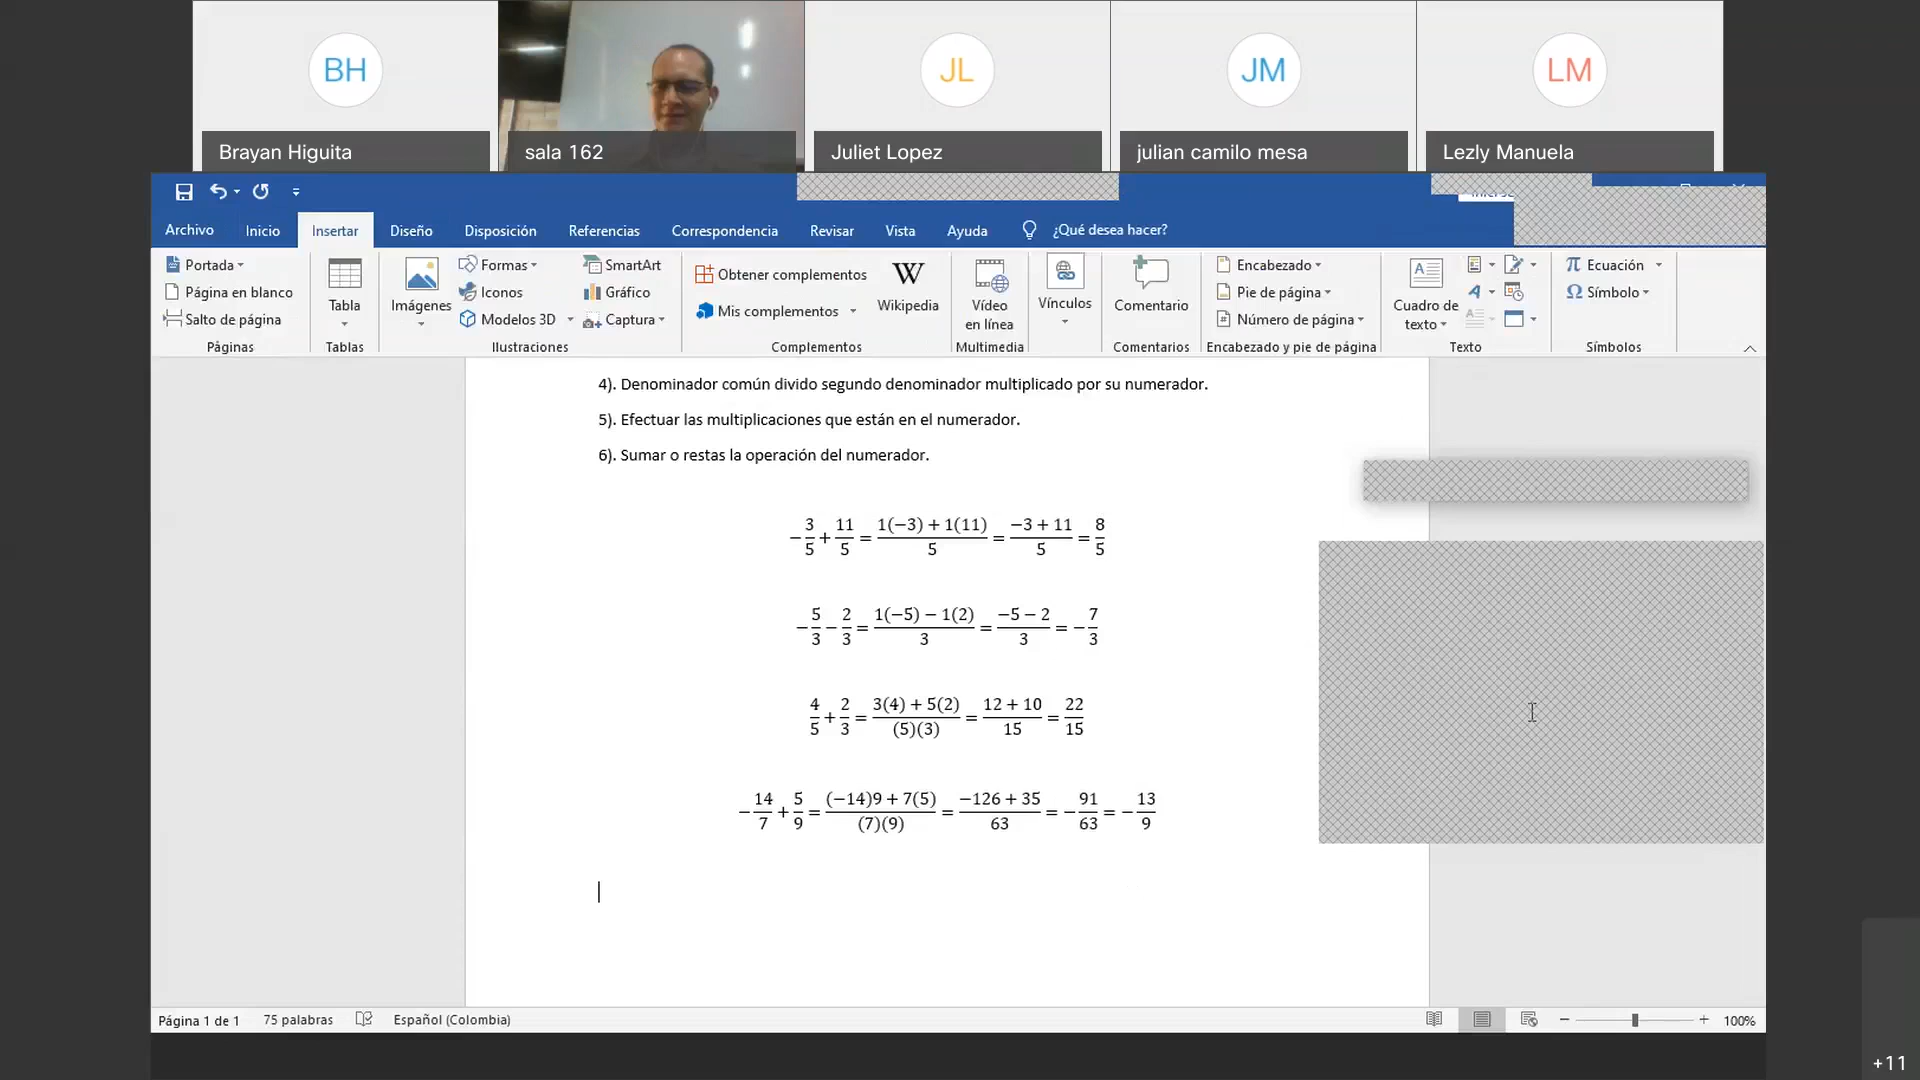 BH
JL
JM
LM
Brayan Higuita
sala 162
Juliet Lopez
julian camilo mesa
Lezly Manuela
Archivo
Inicio
Insertar
Diseño
Disposición
Referencias
Correspondencia
Revisar
Vista
Ayuda
¿Qué desea hacer?
Portada
Página en blanco
Salto de página
Páginas
Tabla
Tablas
Imágenes
Formas
Iconos
Modelos 3D
SmartArt
Gráfico
Captura
Ilustraciones
Obtener complementos
Mis complementos
W
Wikipedia
Complementos
Vídeo
en línea
Multimedia
Vínculos
Comentario
Comentarios
Encabezado
Pie de página
Número de página
Encabezado y pie de página
Cuadro de
texto
Texto
π Ecuación
Ω Símbolo
Símbolos
4). Denominador común divido segundo denominador multiplicado por su numerador.
5). Efectuar las multiplicaciones que están en el numerador.
6). Sumar o restas la operación del numerador.
−3/5 + 11/5 = (1(−3) + 1(11))/5 = (−3 + 11)/5 = 8/5
−5/3 − 2/3 = (1(−5) − 1(2))/3 = (−5 − 2)/3 = −7/3
4/5 + 2/3 = (3(4) + 5(2))/((5)(3)) = (12 + 10)/15 = 22/15
−14/7 + 5/9 = ((−14)9 + 7(5))/((7)(9)) = (−126 + 35)/63 = −91/63 = −13/9
Página 1 de 1
75 palabras
Español (Colombia)
100%
+11